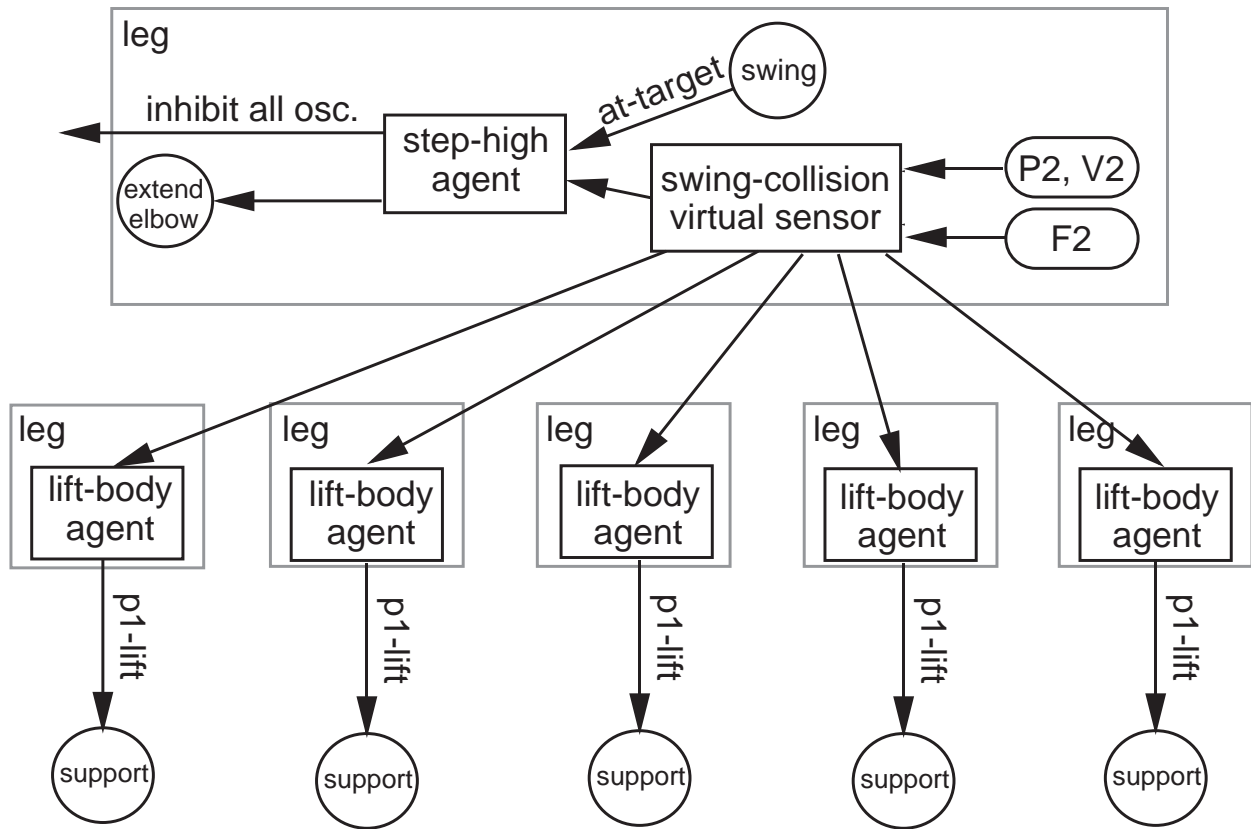 leg
swing
at-target
inhibit all osc.
step-high
agent
extend
elbow
swing-collision
virtual sensor
P2, V2
F2
leg
lift-body
agent
p1-lift
support
leg
lift-body
agent
p1-lift
support
leg
lift-body
agent
p1-lift
support
leg
lift-body
agent
p1-lift
support
leg
lift-body
agent
p1-lift
support